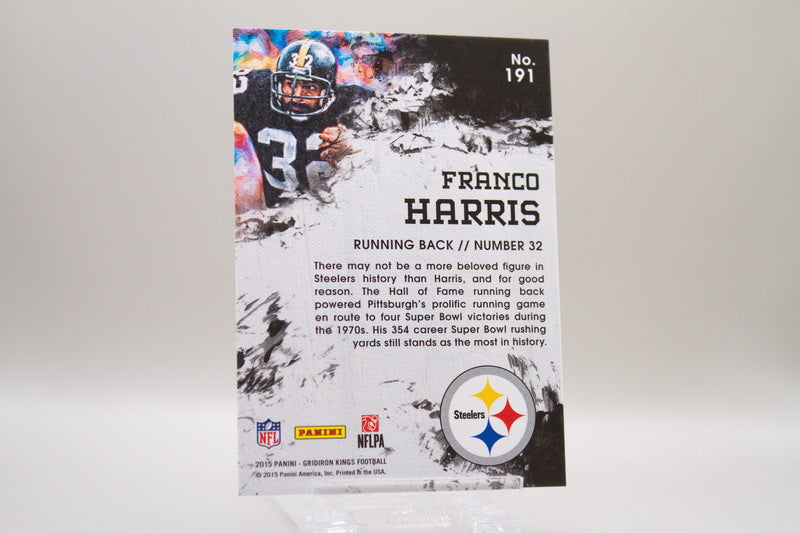 No.
191
32
32
FRANCO
HARRIS
RUNNING BACK // NUMBER 32
There may not be a more beloved figure in
Steelers history than Harris, and for good
reason. The Hall of Fame running back
powered Pittsburgh's prolific running game
en route to four Super Bowl victories during
the 1970s. His 354 career Super Bowl rushing
yards still stands as the most in history.
Steelers
NFL
PANINI
NFLPA
2015 PANINI - GRIDIRON KINGS FOOTBALL
© 2015 Panini America, Inc. Printed in the USA.